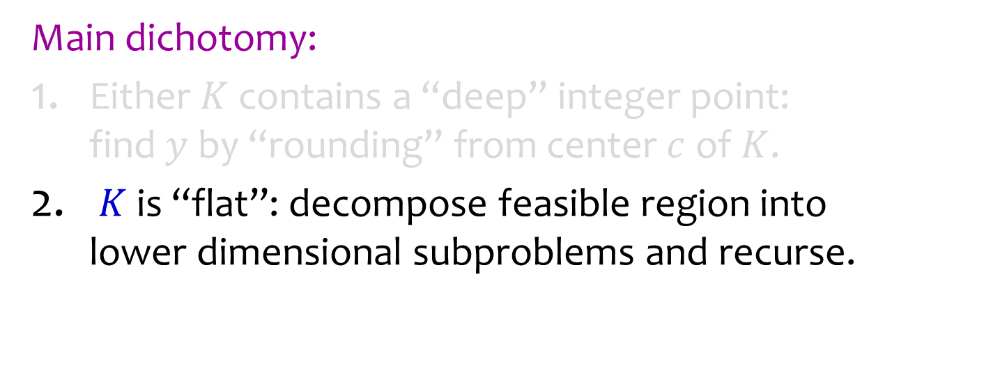 Main dichotomy:
1. Either K contains a “deep” integer point:
find y by “rounding” from center c of K.
2. K is “flat”: decompose feasible region into
lower dimensional subproblems and recurse.